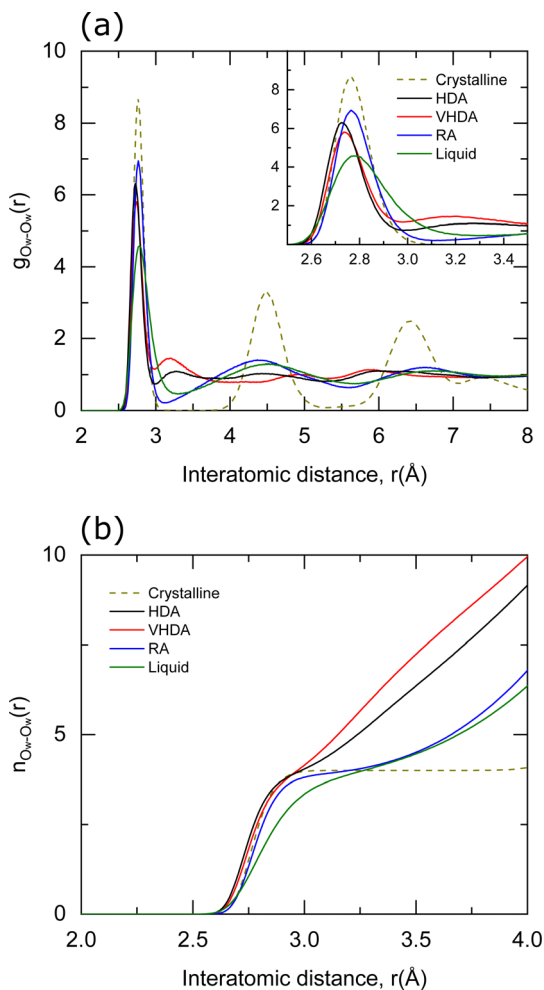 (a)
10
8
6
4
2
0
2 3 4 5 6 7 8
gOw-Ow(r)
Interatomic distance, r(Å)
8
6
4
2
2.6 2.8 3.0 3.2 3.4
Crystalline
HDA
VHDA
RA
Liquid
(b)
10
5
0
2.0 2.5 3.0 3.5 4.0
nOw-Ow(r)
Interatomic distance, r(Å)
Crystalline
HDA
VHDA
RA
Liquid